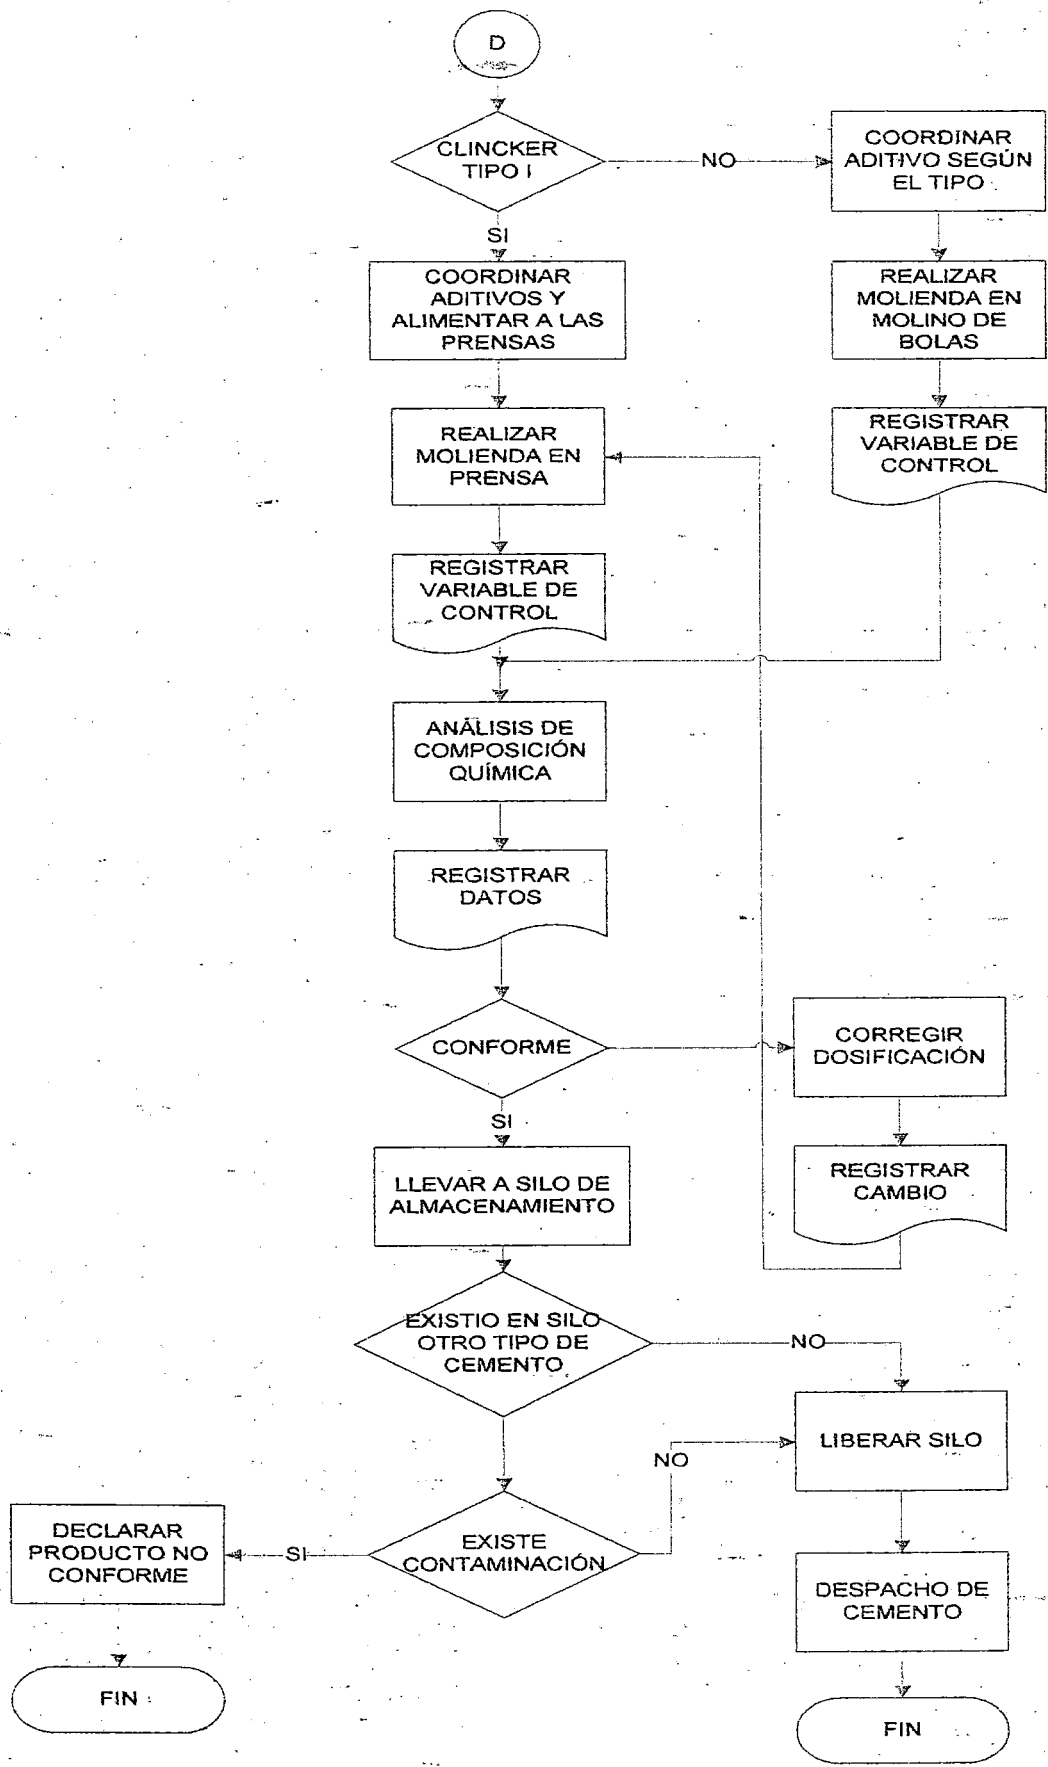 D
CLINCKER
TIPO I
NO
COORDINAR
ADITIVO SEGÚN
EL TIPO
SI
COORDINAR
ADITIVOS Y
ALIMENTAR A LAS
PRENSAS
REALIZAR
MOLIENDA EN
MOLINO DE
BOLAS
REALIZAR
MOLIENDA EN
PRENSA
REGISTRAR
VARIABLE DE
CONTROL
REGISTRAR
VARIABLE DE
CONTROL
ANÁLISIS DE
COMPOSICIÓN
QUÍMICA
REGISTRAR
DATOS
CONFORME
CORREGIR
DOSIFICACIÓN
SI
REGISTRAR
CAMBIO
LLEVAR A SILO DE
ALMACENAMIENTO
EXISTIO EN SILO
OTRO TIPO DE
CEMENTO
NO
LIBERAR SILO
NO
EXISTE
CONTAMINACIÓN
SI
DECLARAR
PRODUCTO NO
CONFORME
DESPACHO DE
CEMENTO
FIN
FIN